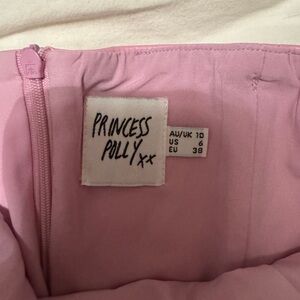 PRINCESS
POLLY xx
AU/UK 10
US 6
EU 38